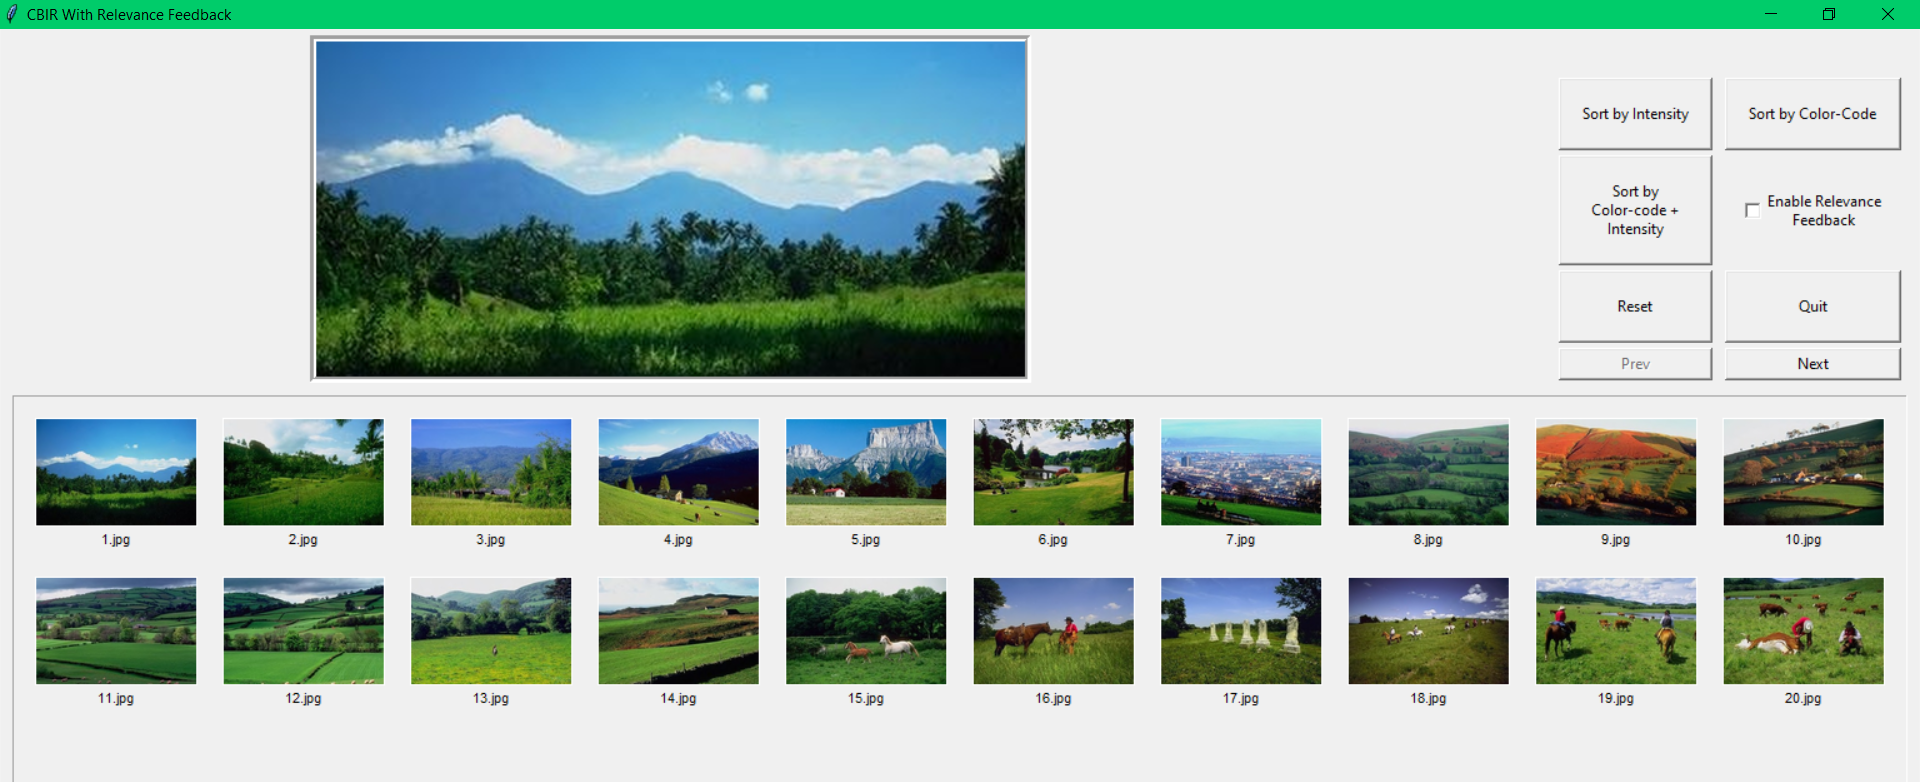 CBIR With Relevance Feedback
Sort by Intensity
Sort by Color-Code
Sort by
Color-code +
Intensity
Enable Relevance
Feedback
Reset
Quit
Prev
Next
1.jpg
2.jpg
3.jpg
4.jpg
5.jpg
6.jpg
7.jpg
8.jpg
9.jpg
10.jpg
11.jpg
12.jpg
13.jpg
14.jpg
15.jpg
16.jpg
17.jpg
18.jpg
19.jpg
20.jpg